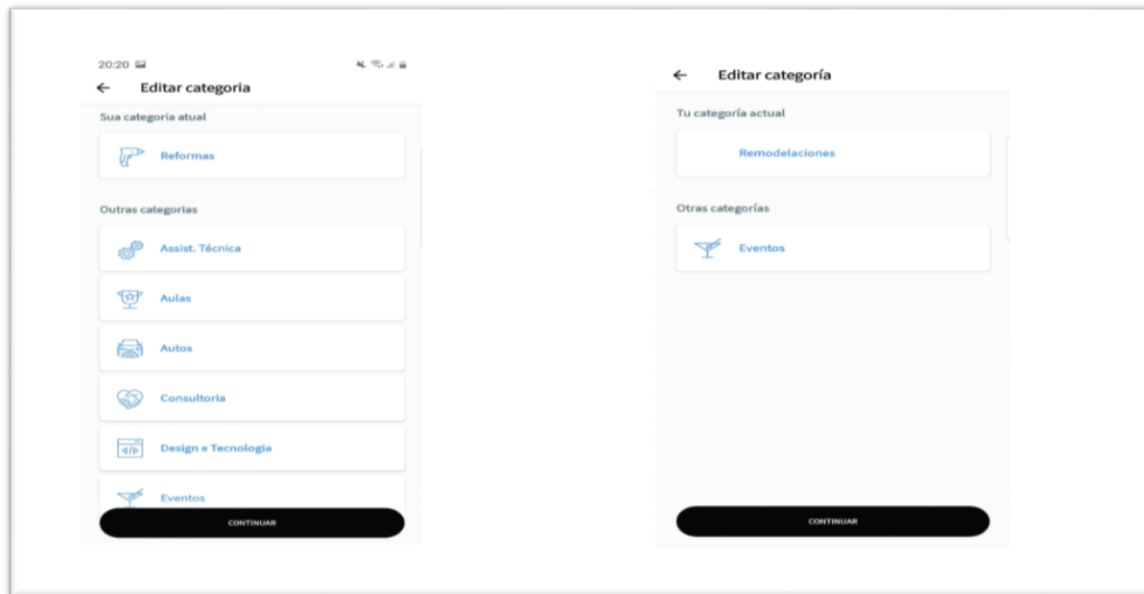 20:20
Editar categoria
Sua categoria atual
Reformas
Outras categorias
Assist. Técnica
Aulas
Autos
Consultoria
Design e Tecnologia
Eventos
CONTINUAR
Editar categoría
Tu categoría actual
Remodelaciones
Otras categorías
Eventos
CONTINUAR